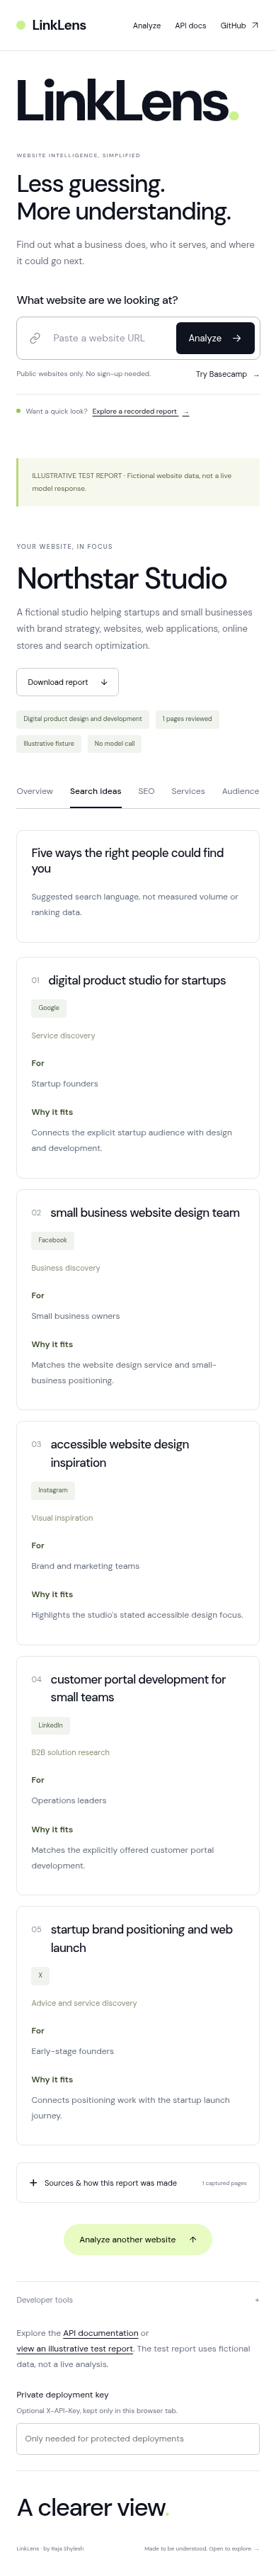 LinkLens
Analyze API docs GitHub ↗
LinkLens.
WEBSITE INTELLIGENCE, SIMPLIFIED
Less guessing.
More understanding.
Find out what a business does, who it serves, and where
it could go next.
What website are we looking at?
Paste a website URL
Analyze →
Public websites only. No sign-up needed.
Try Basecamp →
Want a quick look? Explore a recorded report →
ILLUSTRATIVE TEST REPORT · Fictional website data, not a live
model response.
YOUR WEBSITE, IN FOCUS
Northstar Studio
A fictional studio helping startups and small businesses
with brand strategy, websites, web applications, online
stores and search optimization.
Download report ↓
Digital product design and development
1 pages reviewed
Illustrative fixture
No model call
Overview Search ideas SEO Services Audience
Five ways the right people could find
you
Suggested search language, not measured volume or
ranking data.
01 digital product studio for startups
Google
Service discovery
For
Startup founders
Why it fits
Connects the explicit startup audience with design
and development.
02 small business website design team
Facebook
Business discovery
For
Small business owners
Why it fits
Matches the website design service and small-
business positioning.
03 accessible website design
inspiration
Instagram
Visual inspiration
For
Brand and marketing teams
Why it fits
Highlights the studio's stated accessible design focus.
04 customer portal development for
small teams
LinkedIn
B2B solution research
For
Operations leaders
Why it fits
Matches the explicitly offered customer portal
development.
05 startup brand positioning and web
launch
X
Advice and service discovery
For
Early-stage founders
Why it fits
Connects positioning work with the startup launch
journey.
+ Sources & how this report was made
1 captured pages
Analyze another website ↑
Developer tools +
Explore the API documentation or
view an illustrative test report. The test report uses fictional
data, not a live analysis.
Private deployment key
Optional X-API-Key, kept only in this browser tab.
Only needed for protected deployments
A clearer view.
LinkLens · by Raja Shylesh
Made to be understood. Open to explore. →